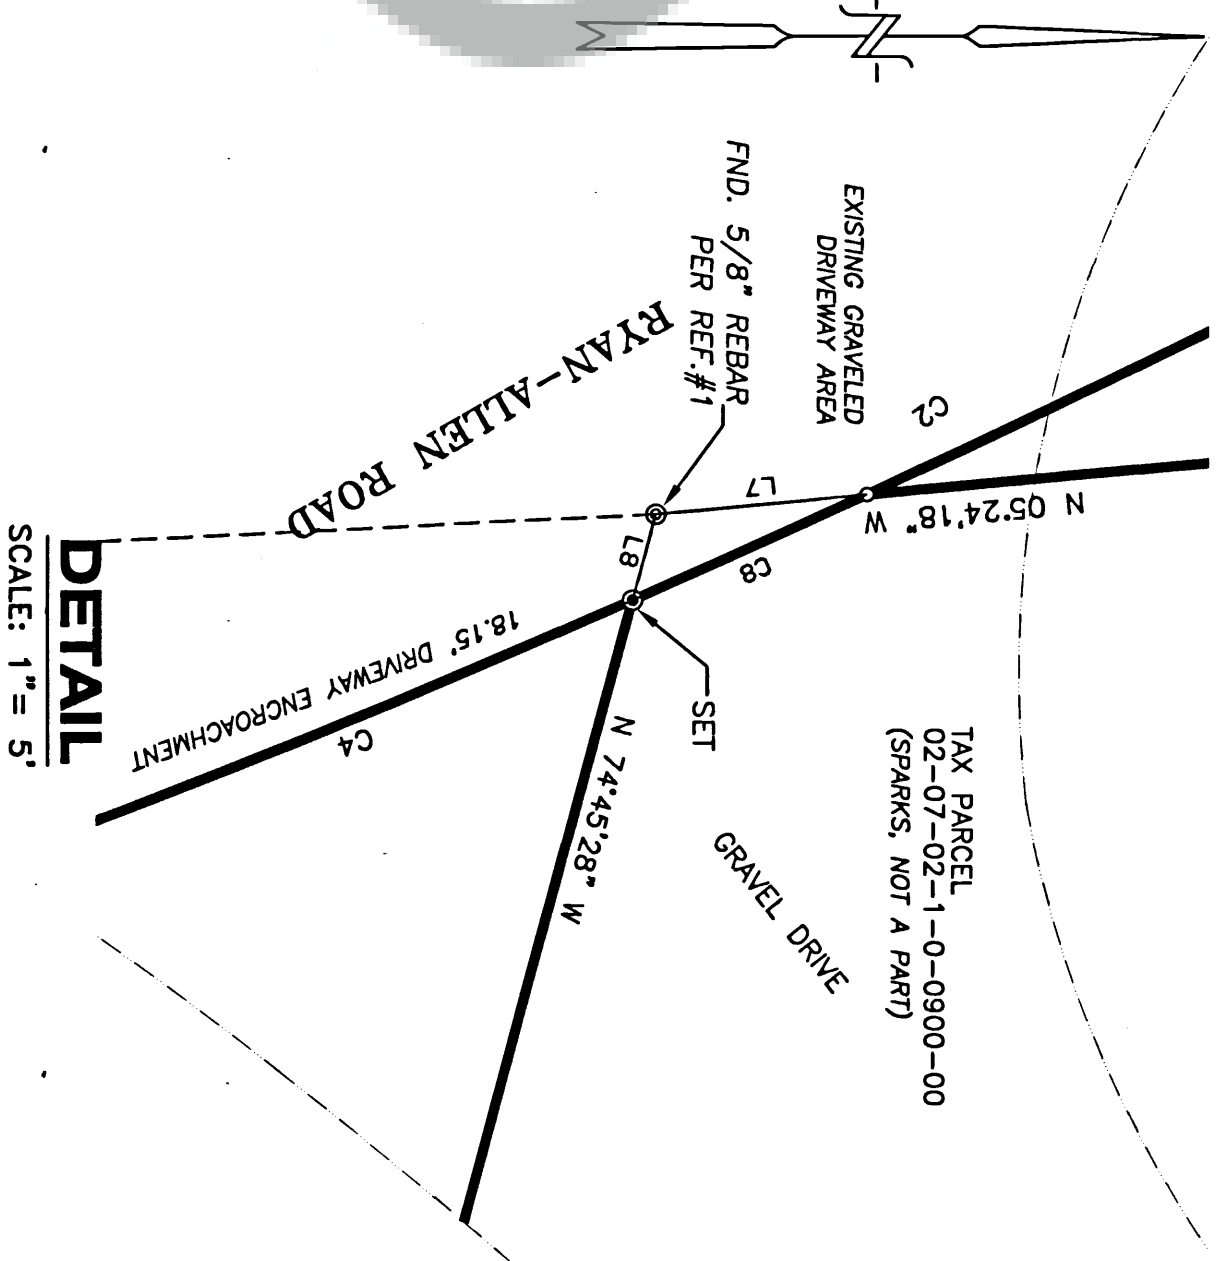 FND. 5/8" REBAR
PER REF.#1
EXISTING GRAVELED
DRIVEWAY AREA
RYAN-ALLEN ROAD
C2
L7
N 05°24'18" W
L8
C8
18.15' DRIVEWAY ENCROACHMENT
C4
SET
N 74°45'28" W
GRAVEL DRIVE
TAX PARCEL
02-07-02-1-0-0900-00
(SPARKS, NOT A PART)
DETAIL
SCALE: 1"= 5'